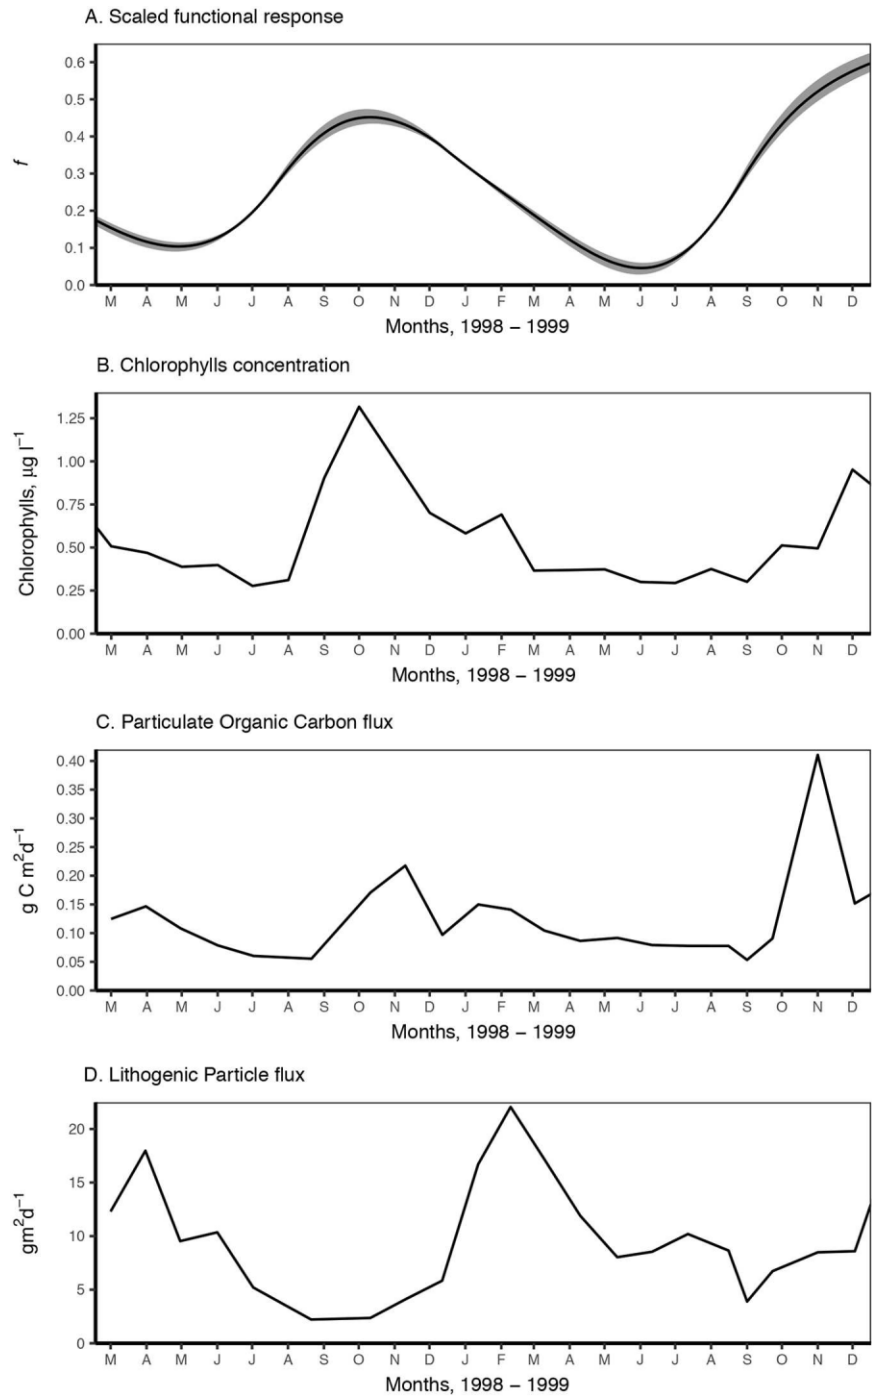 A. Scaled functional response
0.6
0.5
0.4
0.3
0.2
0.1
0.0
f
M A M J J A S O N D J F M A M J J A S O N D
Months, 1998 – 1999
B. Chlorophylls concentration
1.25
1.00
0.75
0.50
0.25
0.00
Chlorophylls, μg l⁻¹
M A M J J A S O N D J F M A M J J A S O N D
Months, 1998 – 1999
C. Particulate Organic Carbon flux
0.40
0.35
0.30
0.25
0.20
0.15
0.10
0.05
0.00
g C m²d⁻¹
M A M J J A S O N D J F M A M J J A S O N D
Months, 1998 – 1999
D. Lithogenic Particle flux
20
15
10
5
0
gm²d⁻¹
M A M J J A S O N D J F M A M J J A S O N D
Months, 1998 – 1999